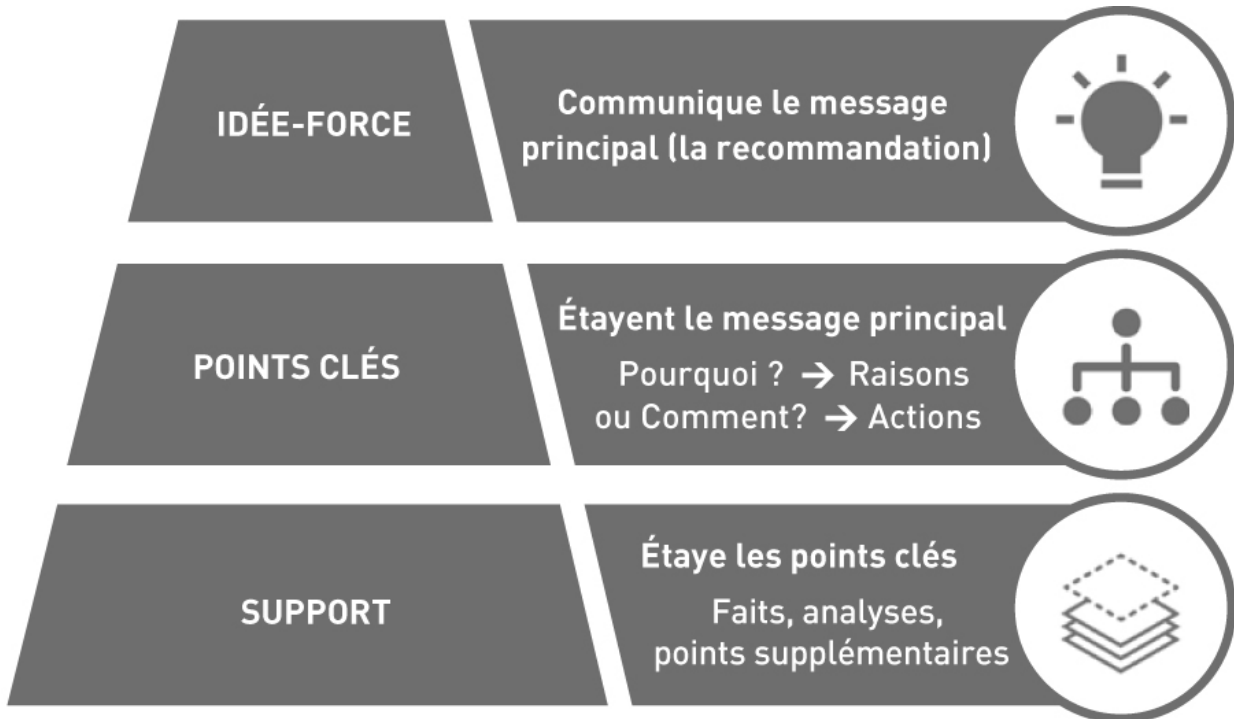 IDÉE-FORCE
Communique le message
principal (la recommandation)
POINTS CLÉS
Étayent le message principal
Pourquoi ? → Raisons
ou Comment? → Actions
SUPPORT
Étaye les points clés
Faits, analyses,
points supplémentaires